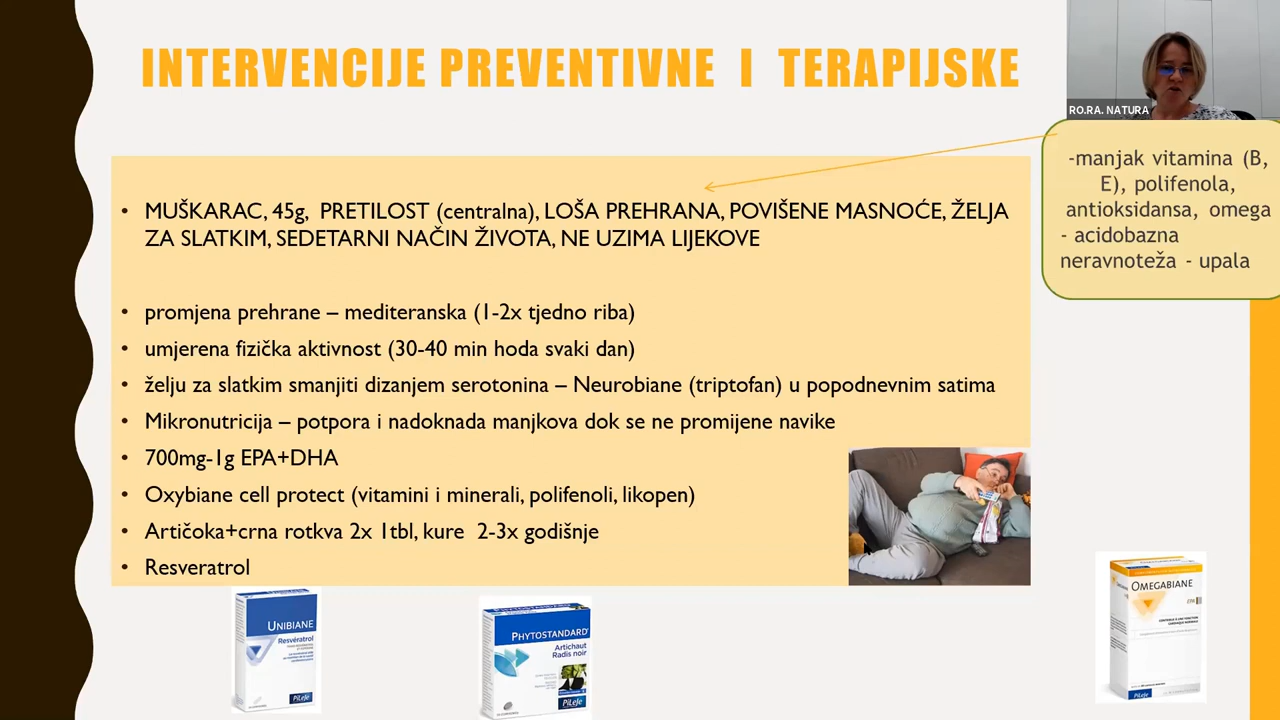 INTERVENCIJE PREVENTIVNE I TERAPIJSKE
RO.RA. NATURA
-manjak vitamina (B,
E), polifenola,
antioksidansa, omega
- acidobazna
neravnoteža - upala
• MUŠKARAC, 45g, PRETILOST (centralna), LOŠA PREHRANA, POVIŠENE MASNOĆE, ŽELJA
ZA SLATKIM, SEDETARNI NAČIN ŽIVOTA, NE UZIMA LIJEKOVE
• promjena prehrane – mediteranska (1-2x tjedno riba)
• umjerena fizička aktivnost (30-40 min hoda svaki dan)
• želju za slatkim smanjiti dizanjem serotonina – Neurobiane (triptofan) u popodnevnim satima
• Mikronutricija – potpora i nadoknada manjkova dok se ne promijene navike
• 700mg-1g EPA+DHA
• Oxybiane cell protect (vitamini i minerali, polifenoli, likopen)
• Artičoka+crna rotkva 2x 1tbl, kure 2-3x godišnje
• Resveratrol
UNIBIANE
Resvératrol
PiLeJe
PHYTOSTANDARD
Artichaut
Radis noir
PiLeJe
OMEGABIANE
EPA
PiLeJe